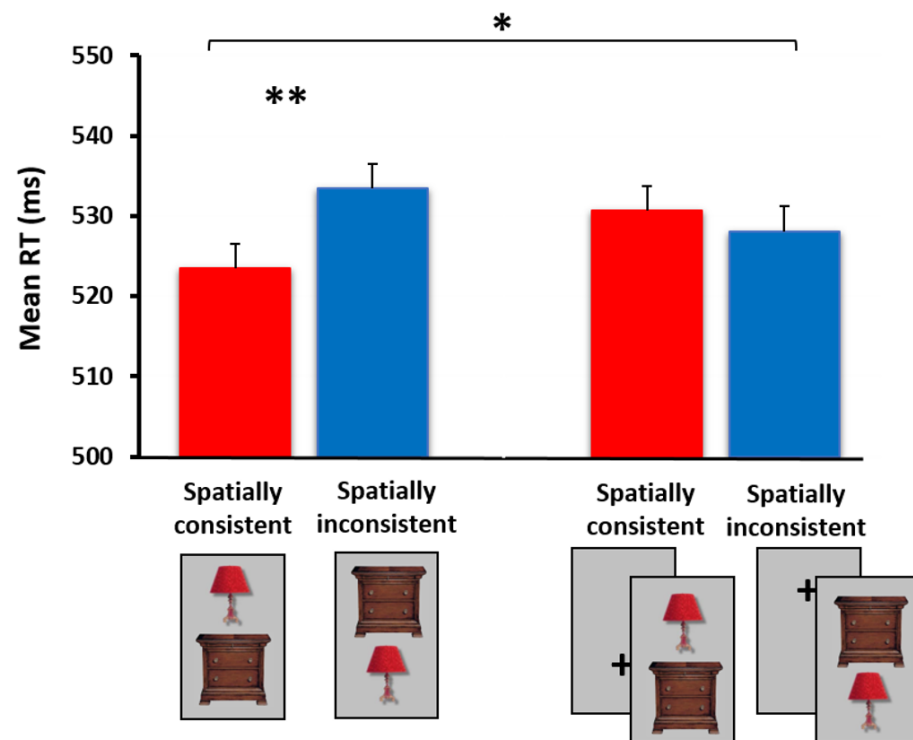 *
**
550
540
530
520
510
500
Mean RT (ms)
Spatially
consistent
Spatially
inconsistent
Spatially
consistent
Spatially
inconsistent
+
+